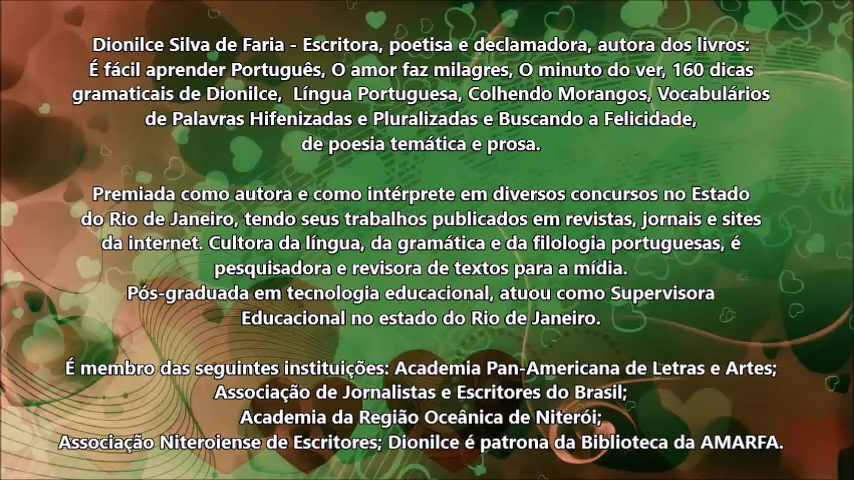 Dionilce Silva de Faria - Escritora, poetisa e declamadora, autora dos livros:
É fácil aprender Português, O amor faz milagres, O minuto do ver, 160 dicas
gramaticais de Dionilce,  Língua Portuguesa, Colhendo Morangos, Vocabulários
de Palavras Hifenizadas e Pluralizadas e Buscando a Felicidade,
de poesia temática e prosa.
Premiada como autora e como intérprete em diversos concursos no Estado
do Rio de Janeiro, tendo seus trabalhos publicados em revistas, jornais e sites
da internet. Cultora da língua, da gramática e da filologia portuguesas, é
pesquisadora e revisora de textos para a mídia.
Pós-graduada em tecnologia educacional, atuou como Supervisora
Educacional no estado do Rio de Janeiro.
É membro das seguintes instituições: Academia Pan-Americana de Letras e Artes;
Associação de Jornalistas e Escritores do Brasil;
Academia da Região Oceânica de Niterói;
Associação Niteroiense de Escritores; Dionilce é patrona da Biblioteca da AMARFA.